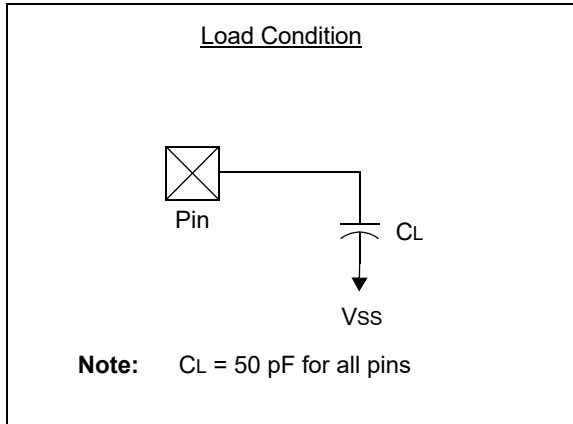 Load Condition
Pin
CL
VSS
Note: CL = 50 pF for all pins